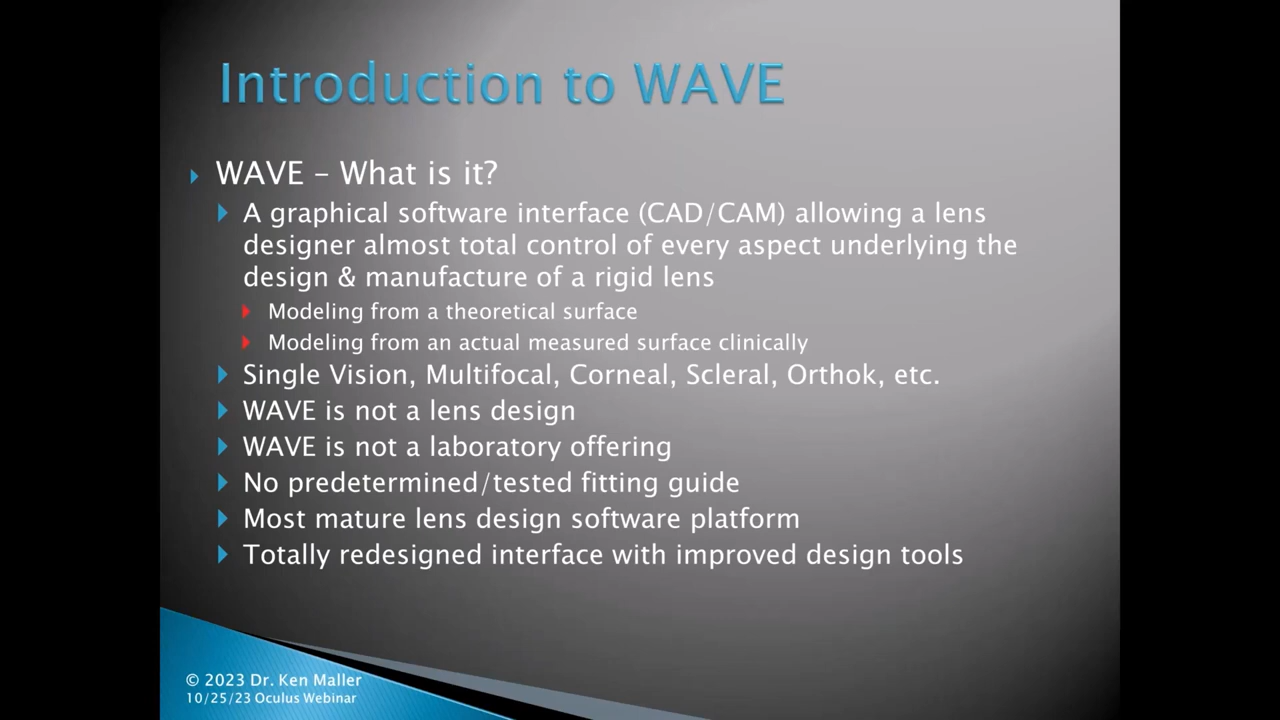 Introduction to WAVE
WAVE – What is it?
A graphical software interface (CAD/CAM) allowing a lens
designer almost total control of every aspect underlying the
design & manufacture of a rigid lens
Modeling from a theoretical surface
Modeling from an actual measured surface clinically
Single Vision, Multifocal, Corneal, Scleral, Orthok, etc.
WAVE is not a lens design
WAVE is not a laboratory offering
No predetermined/tested fitting guide
Most mature lens design software platform
Totally redesigned interface with improved design tools
© 2023 Dr. Ken Maller
10/25/23 Oculus Webinar